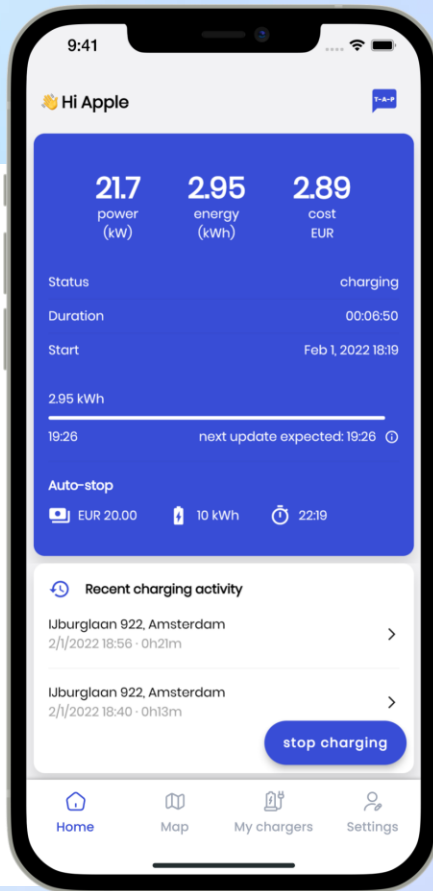 9:41
👋 Hi Apple
T-A-P
21.7 2.95 2.89
power energy cost
(kW) (kWh) EUR
Status charging
Duration 00:06:50
Start Feb 1, 2022 18:19
2.95 kWh
19:26 next update expected: 19:26
Auto-stop
EUR 20.00 10 kWh 22:19
Recent charging activity
IJburglaan 922, Amsterdam
2/1/2022 18:56 · 0h21m
IJburglaan 922, Amsterdam
2/1/2022 18:40 · 0h13m
stop charging
Home Map My chargers Settings